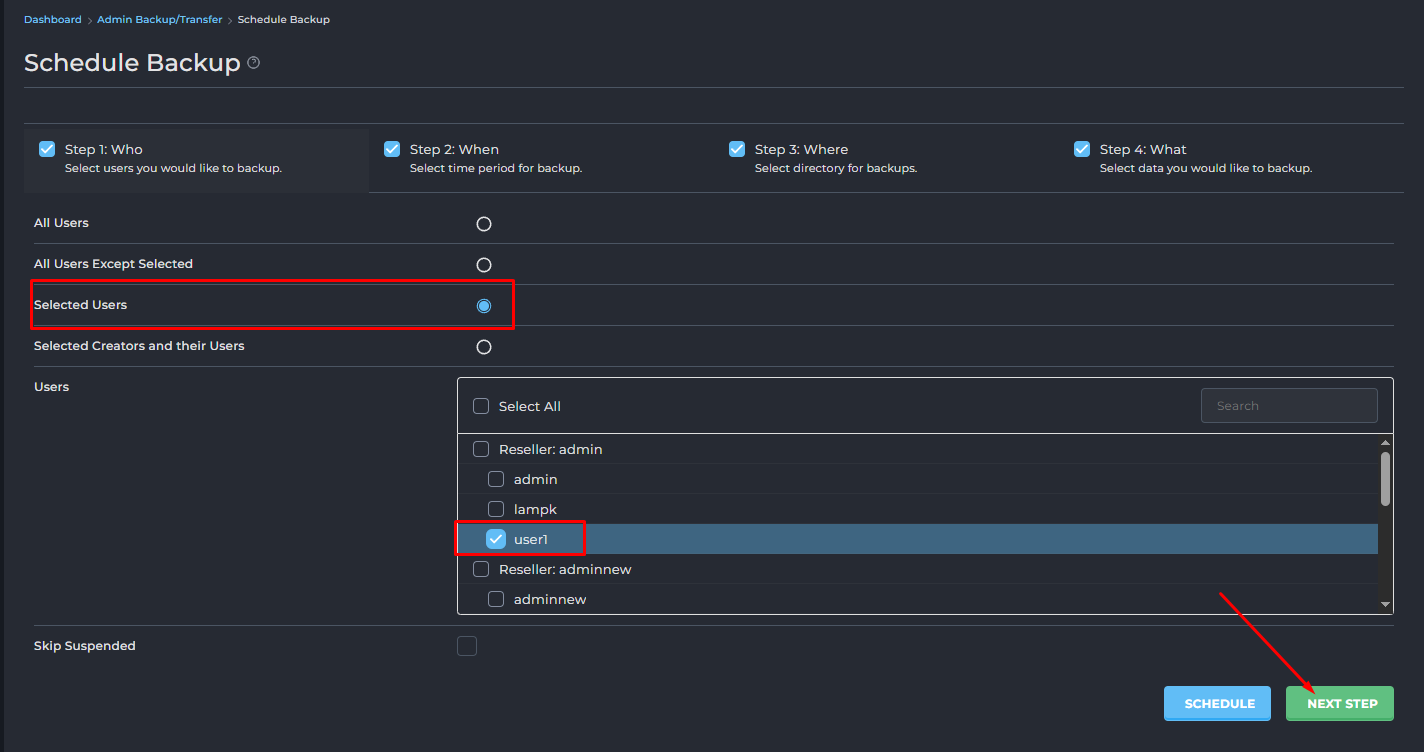 Dashboard > Admin Backup/Transfer > Schedule Backup
Schedule Backup ?
Step 1: Who
Select users you would like to backup.
Step 2: When
Select time period for backup.
Step 3: Where
Select directory for backups.
Step 4: What
Select data you would like to backup.
All Users
All Users Except Selected
Selected Users
Selected Creators and their Users
Users
Select All
Search
Reseller: admin
admin
lampk
user1
Reseller: adminnew
adminnew
Skip Suspended
SCHEDULE
NEXT STEP